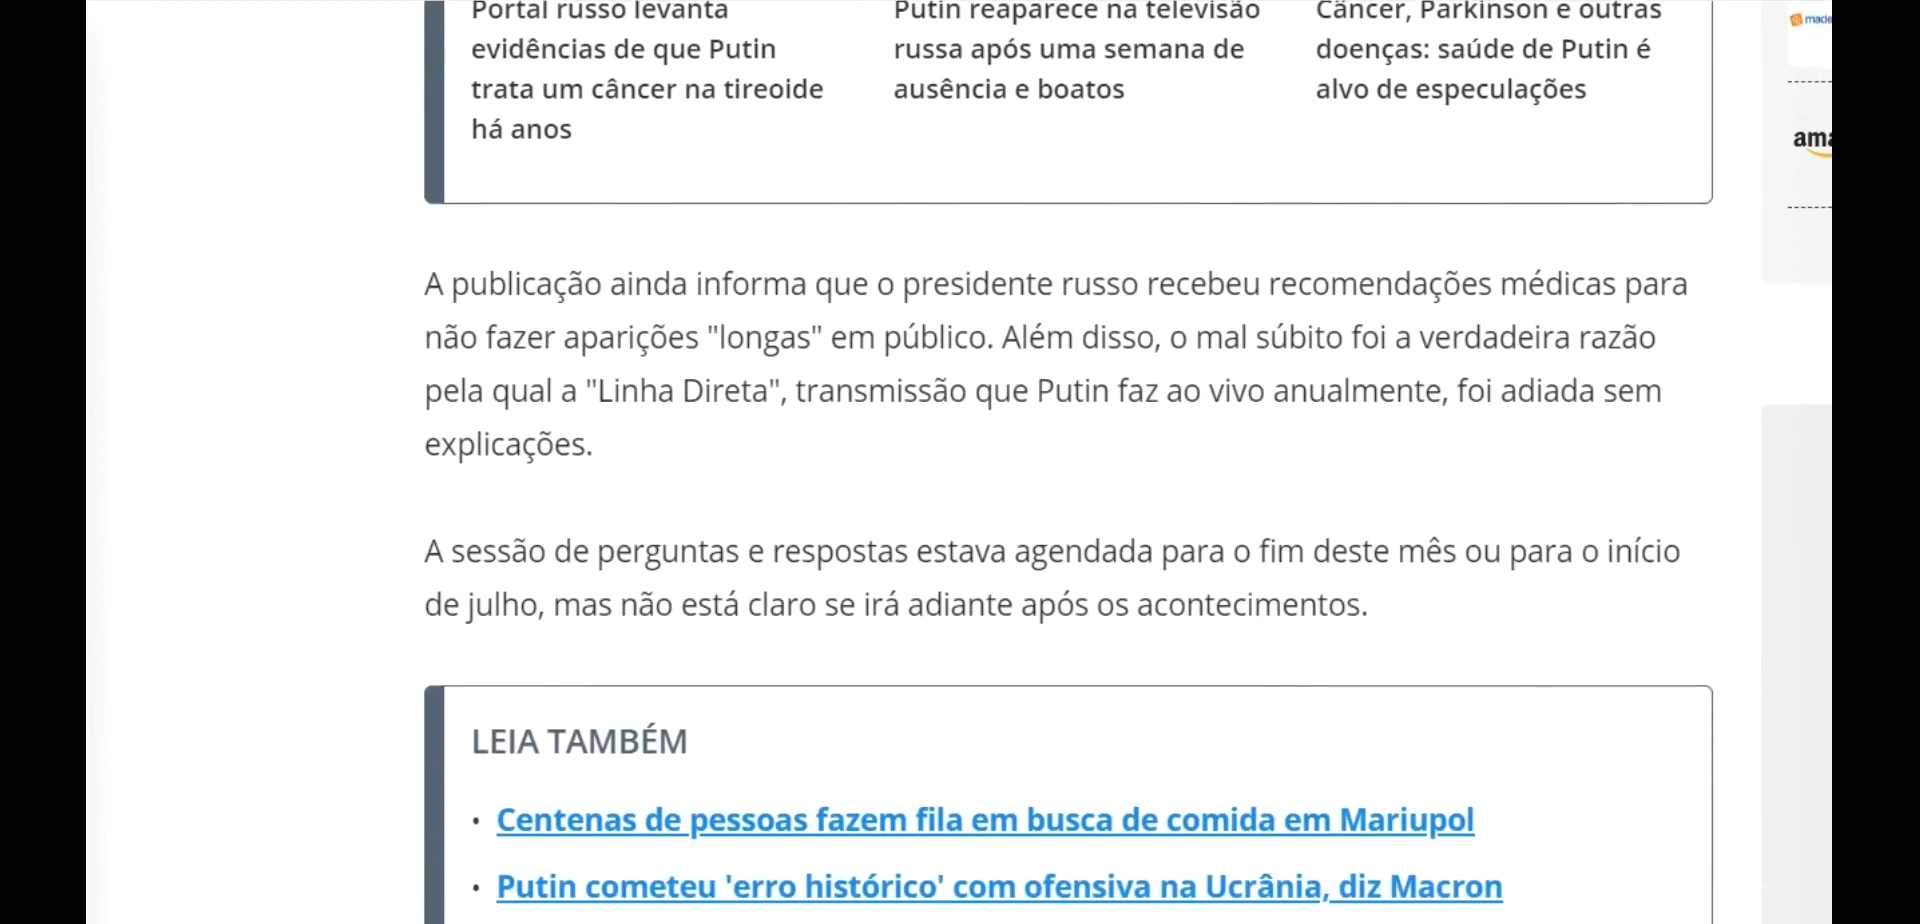 Portal russo levanta
evidências de que Putin
trata um câncer na tireoide
há anos
Putin reaparece na televisão
russa após uma semana de
ausência e boatos
Câncer, Parkinson e outras
doenças: saúde de Putin é
alvo de especulações
made
ama
A publicação ainda informa que o presidente russo recebeu recomendações médicas para
não fazer aparições "longas" em público. Além disso, o mal súbito foi a verdadeira razão
pela qual a "Linha Direta", transmissão que Putin faz ao vivo anualmente, foi adiada sem
explicações.
A sessão de perguntas e respostas estava agendada para o fim deste mês ou para o início
de julho, mas não está claro se irá adiante após os acontecimentos.
LEIA TAMBÉM
• Centenas de pessoas fazem fila em busca de comida em Mariupol
• Putin cometeu 'erro histórico' com ofensiva na Ucrânia, diz Macron